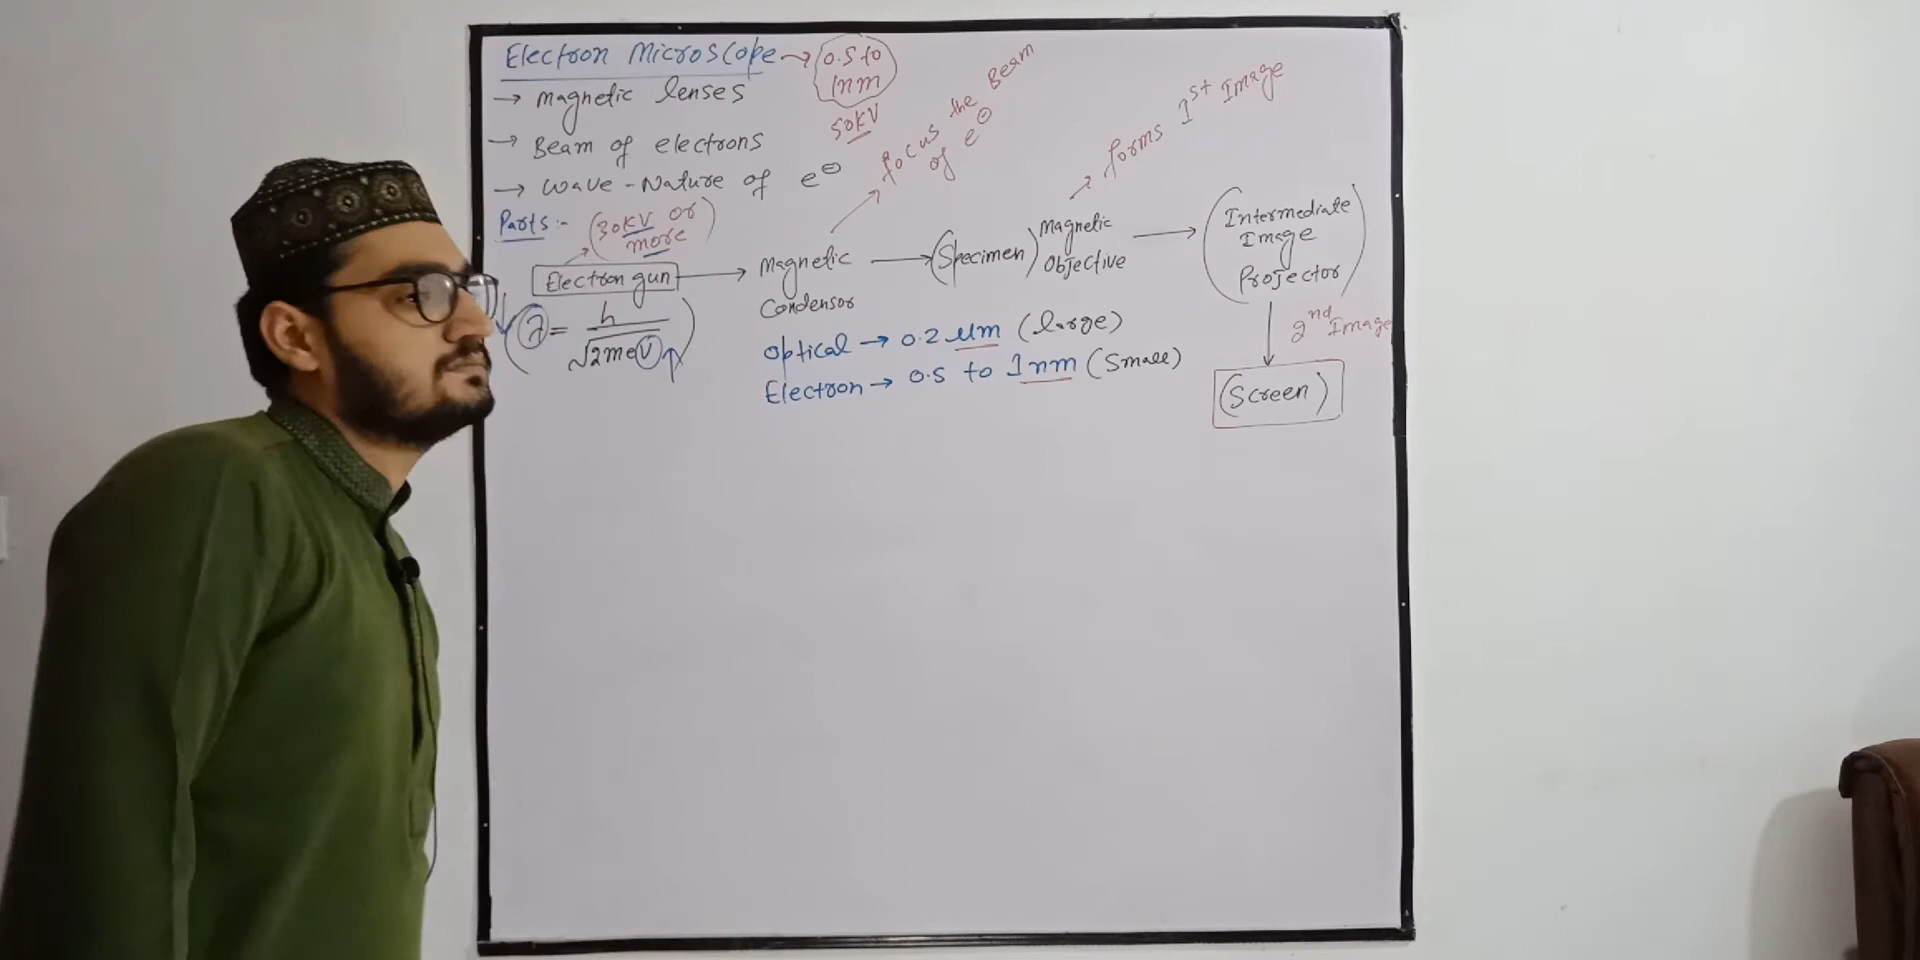 Electron Microscope → 0.5 to
1nm
50KV
→ Magnetic lenses
→ Beam of electrons
→ Wave-Nature of e⊖
focus the Beam
of e⊖
forms 1st Image
Parts:-
(30KV or
more)
Electron gun →
Magnetic
Condensor
→ (Specimen)
Magnetic
Objective
→
(Intermediate
Image
Projector)
↓ (λ = h / √2meV ↑)
Optical → 0.2 μm (large)
Electron → 0.5 to 1nm (Small)
2nd Image
(Screen)